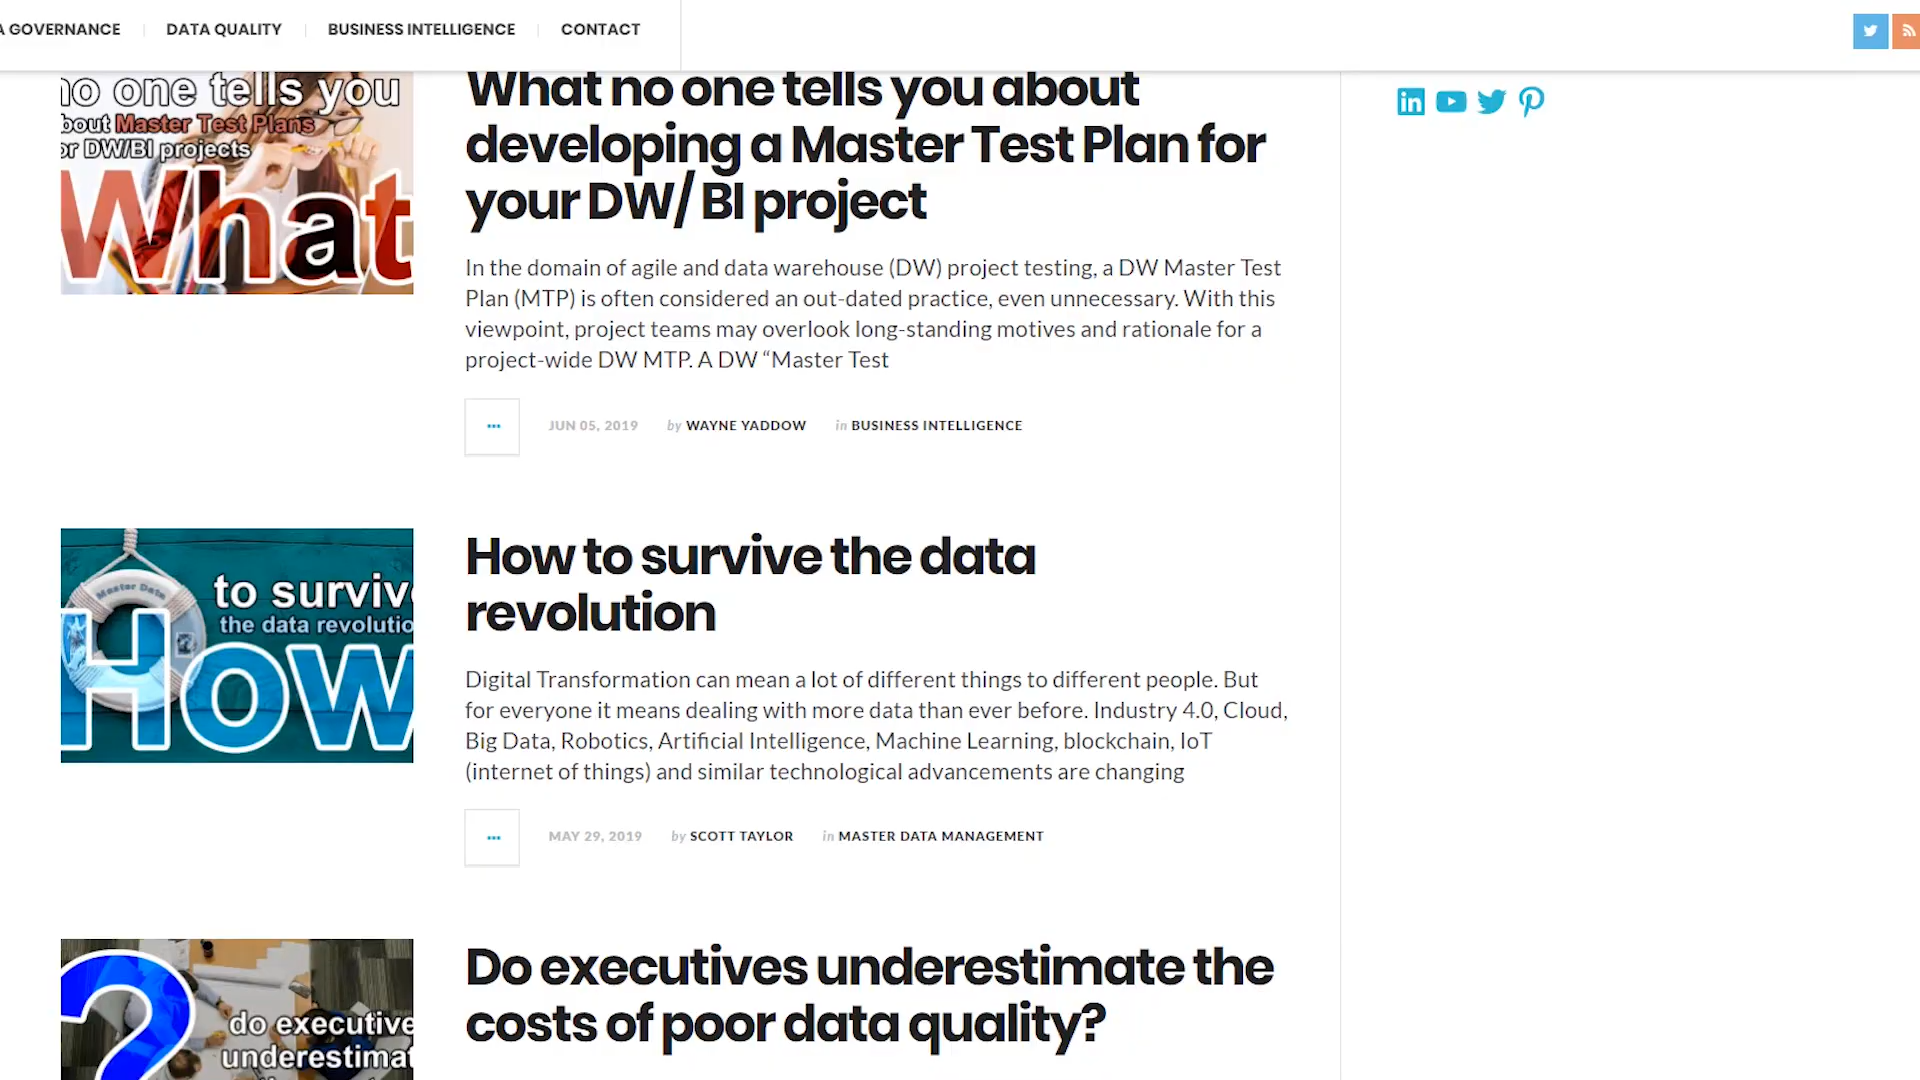 A GOVERNANCE
DATA QUALITY
BUSINESS INTELLIGENCE
CONTACT
no one tells you
bout Master Test Plans
or DW/BI projects
What
What no one tells you about
developing a Master Test Plan for
your DW/ BI project
In the domain of agile and data warehouse (DW) project testing, a DW Master Test
Plan (MTP) is often considered an out-dated practice, even unnecessary. With this
viewpoint, project teams may overlook long-standing motives and rationale for a
project-wide DW MTP. A DW “Master Test
JUN 05, 2019 by WAYNE YADDOW in BUSINESS INTELLIGENCE
Master Data
to surviv
the data revolutio
How
How to survive the data
revolution
Digital Transformation can mean a lot of different things to different people. But
for everyone it means dealing with more data than ever before. Industry 4.0, Cloud,
Big Data, Robotics, Artificial Intelligence, Machine Learning, blockchain, IoT
(internet of things) and similar technological advancements are changing
MAY 29, 2019 by SCOTT TAYLOR in MASTER DATA MANAGEMENT
?
do executive
underestimat
Do executives underestimate the
costs of poor data quality?